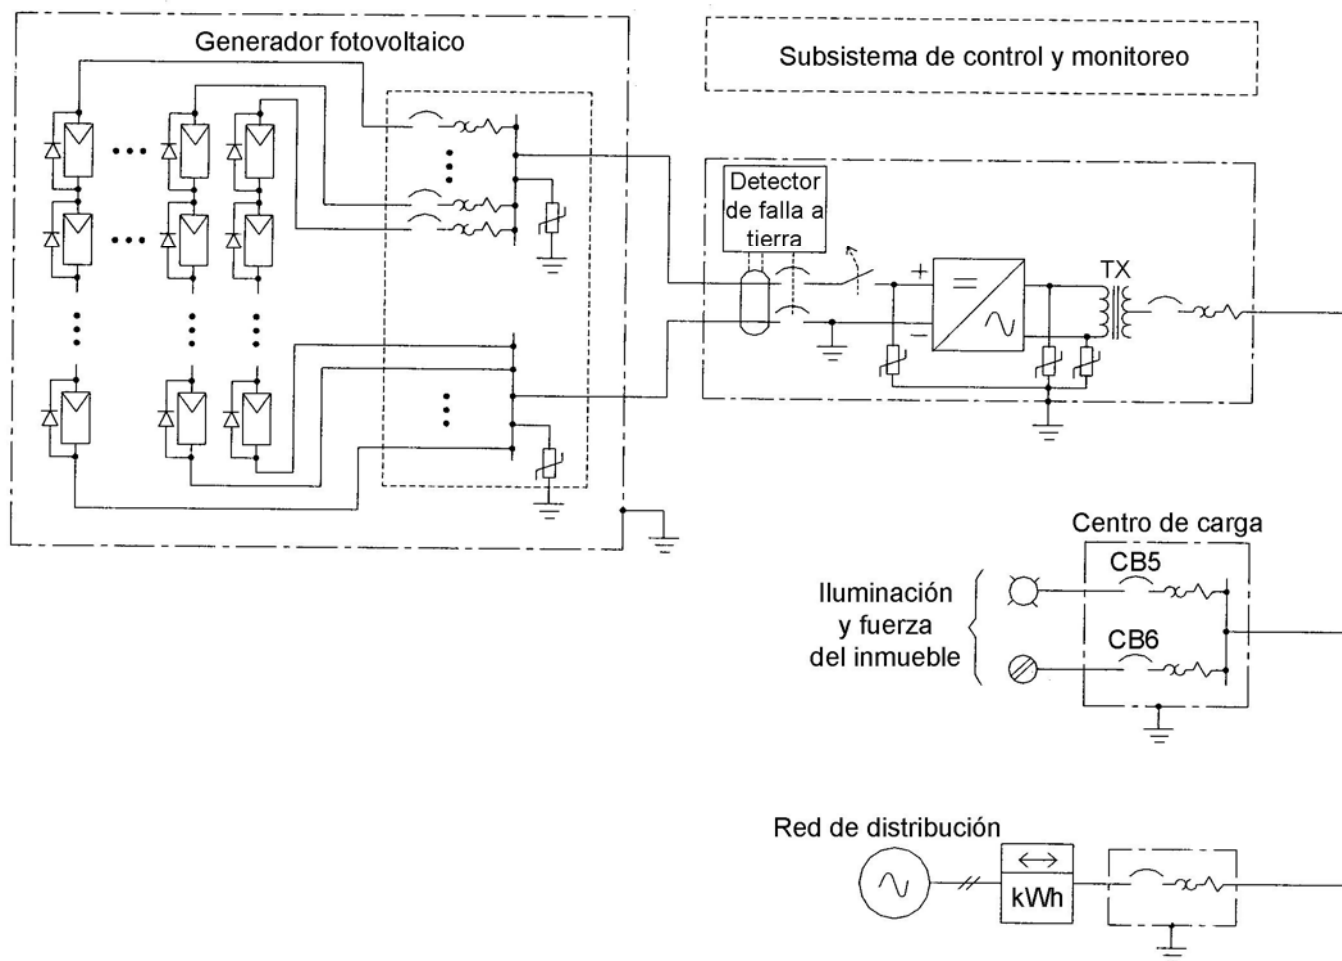 Generador fotovoltaico
Subsistema de control y monitoreo
Detector
de falla a
tierra
+
−
TX
Centro de carga
CB5
CB6
Iluminación
y fuerza
del inmueble
Red de distribución
kWh